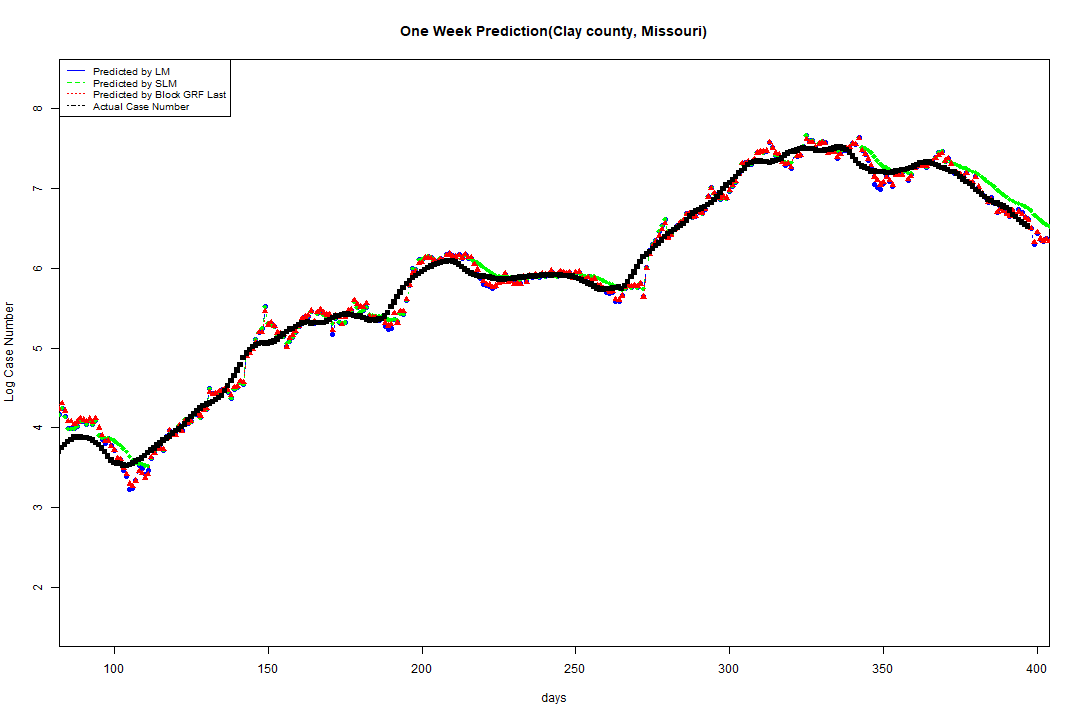 One Week Prediction(Clay county, Missouri)
Predicted by LM
Predicted by SLM
Predicted by Block GRF Last
Actual Case Number
Log Case Number
8
7
6
5
4
3
2
100 150 200 250 300 350 400
days